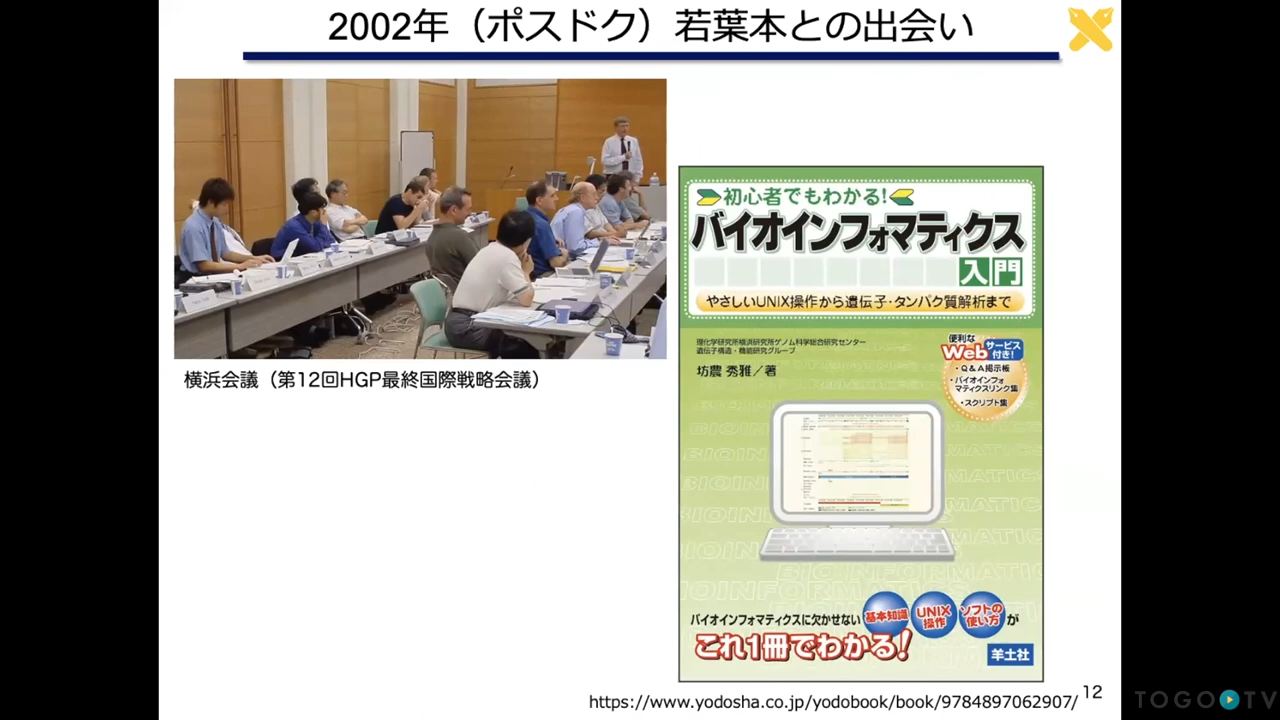 2002年（ポスドク）若葉本との出会い
横浜会議（第12回HGP最終国際戦略会議）
初心者でもわかる!
バイオインフォマティクス
入門
やさしいUNIX操作から遺伝子・タンパク質解析まで
理化学研究所横浜研究所ゲノム科学総合研究センター
遺伝子構造・機能研究グループ
坊農 秀雅／著
便利な
Webサービス
付き!
・Q&A掲示板
・バイオインフォ
マティクスリンク集
・スクリプト集
BIOINFORMATICS
バイオインフォマティクスに欠かせない 基本知識 UNIX操作 ソフトの使い方 が
これ1冊でわかる!
羊土社
https://www.yodosha.co.jp/yodobook/book/9784897062907/
12
TOGOTV